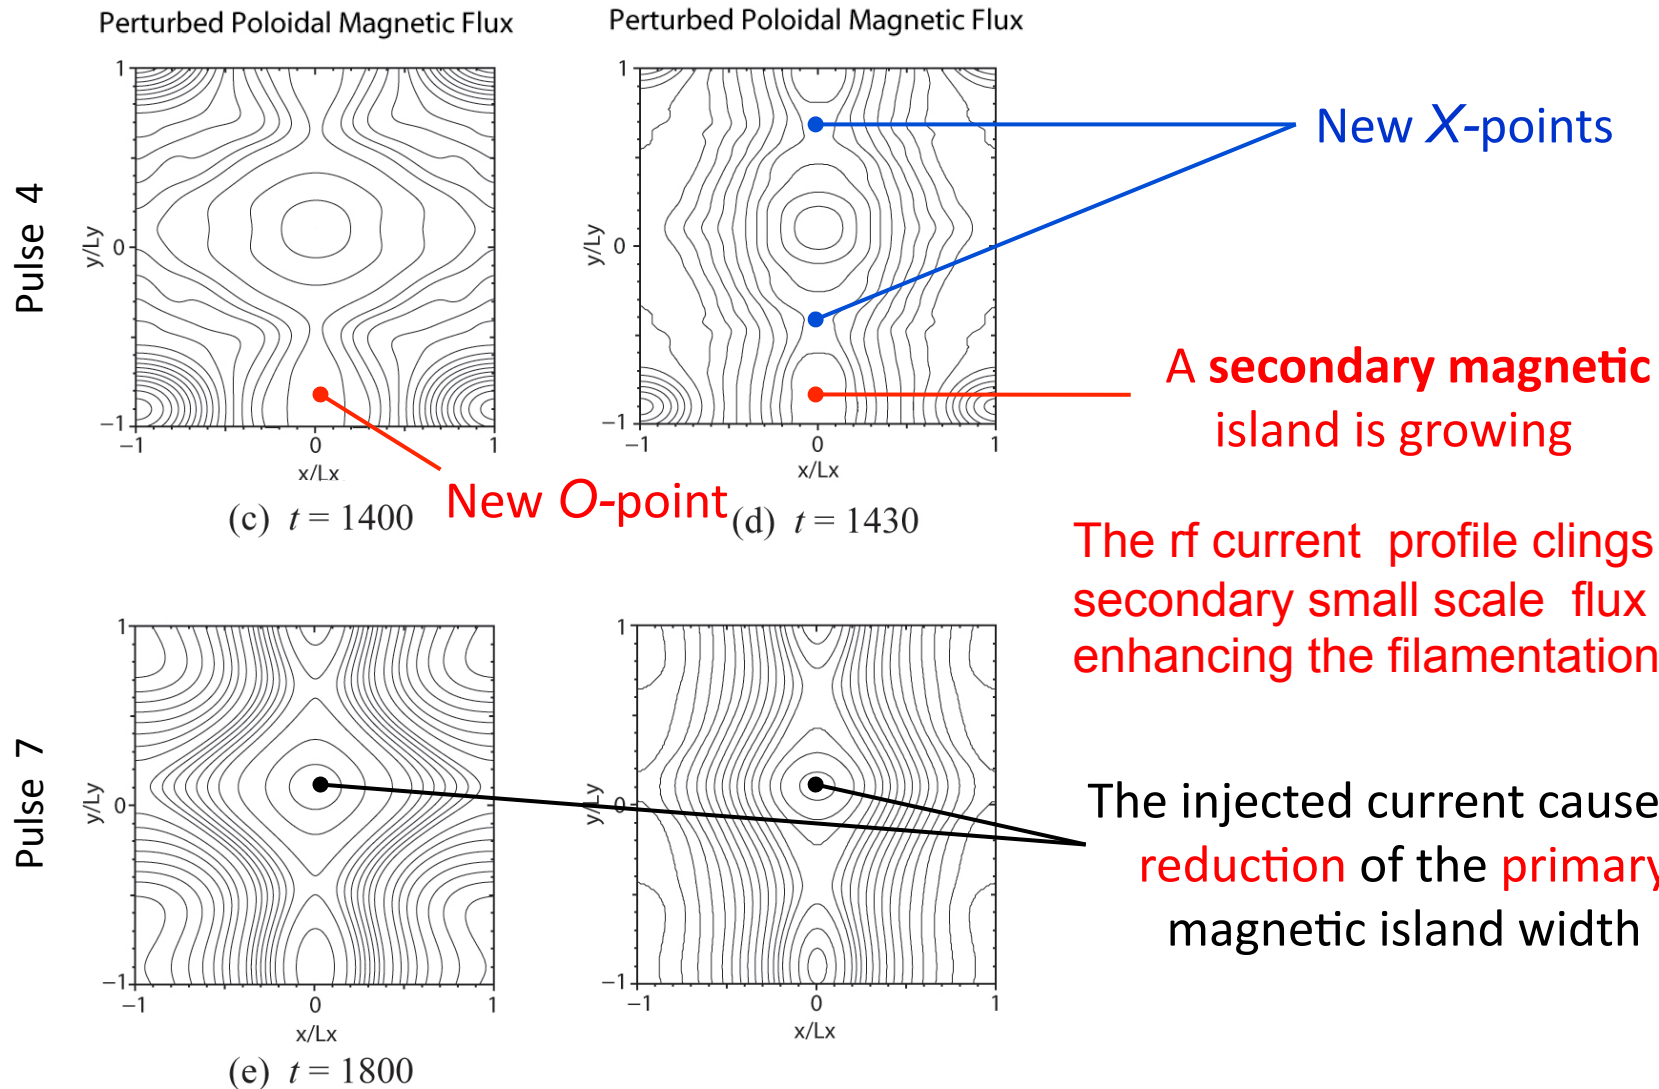 Perturbed Poloidal Magnetic Flux
Perturbed Poloidal Magnetic Flux
Pulse 4
1
0
−1
y/Ly
−1
0
1
x/Lx
(c) t = 1400
New O-point
1
0
−1
y/Ly
−1
0
1
x/Lx
(d) t = 1430
New X-points
A secondary magnetic
island is growing
The rf current profile clings
secondary small scale flux
enhancing the filamentation
Pulse 7
1
0
−1
y/Ly
−1
0
1
x/Lx
(e) t = 1800
1
0
−1
y/Ly
−1
0
1
x/Lx
The injected current cause
reduction of the primary
magnetic island width